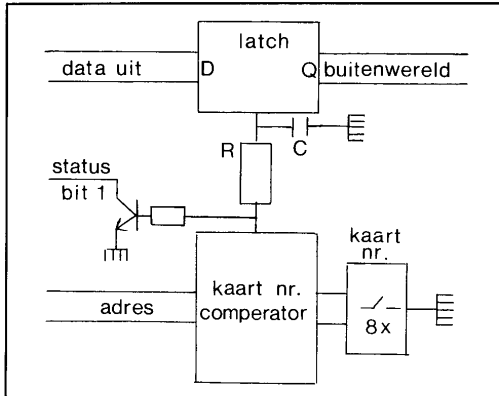 latch
data uit
D
Q
buitenwereld
R
C
status
bit 1
kaart
nr.
kaart nr.
comperator
adres
8x